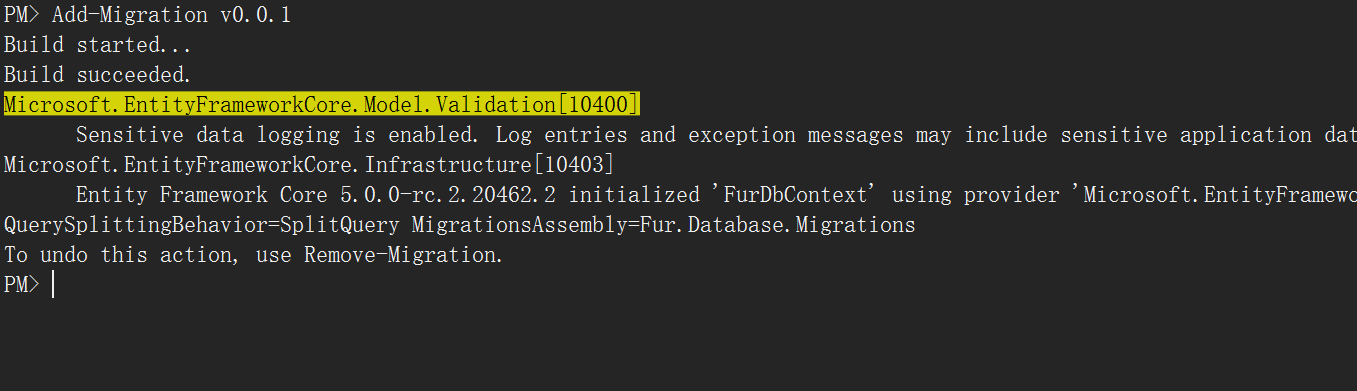 PM> Add-Migration v0.0.1
Build started...
Build succeeded.
Microsoft.EntityFrameworkCore.Model.Validation[10400]
Sensitive data logging is enabled. Log entries and exception messages may include sensitive application dat
Microsoft.EntityFrameworkCore.Infrastructure[10403]
Entity Framework Core 5.0.0-rc.2.20462.2 initialized 'FurDbContext' using provider 'Microsoft.EntityFramewo
QuerySplittingBehavior=SplitQuery MigrationsAssembly=Fur.Database.Migrations
To undo this action, use Remove-Migration.
PM>